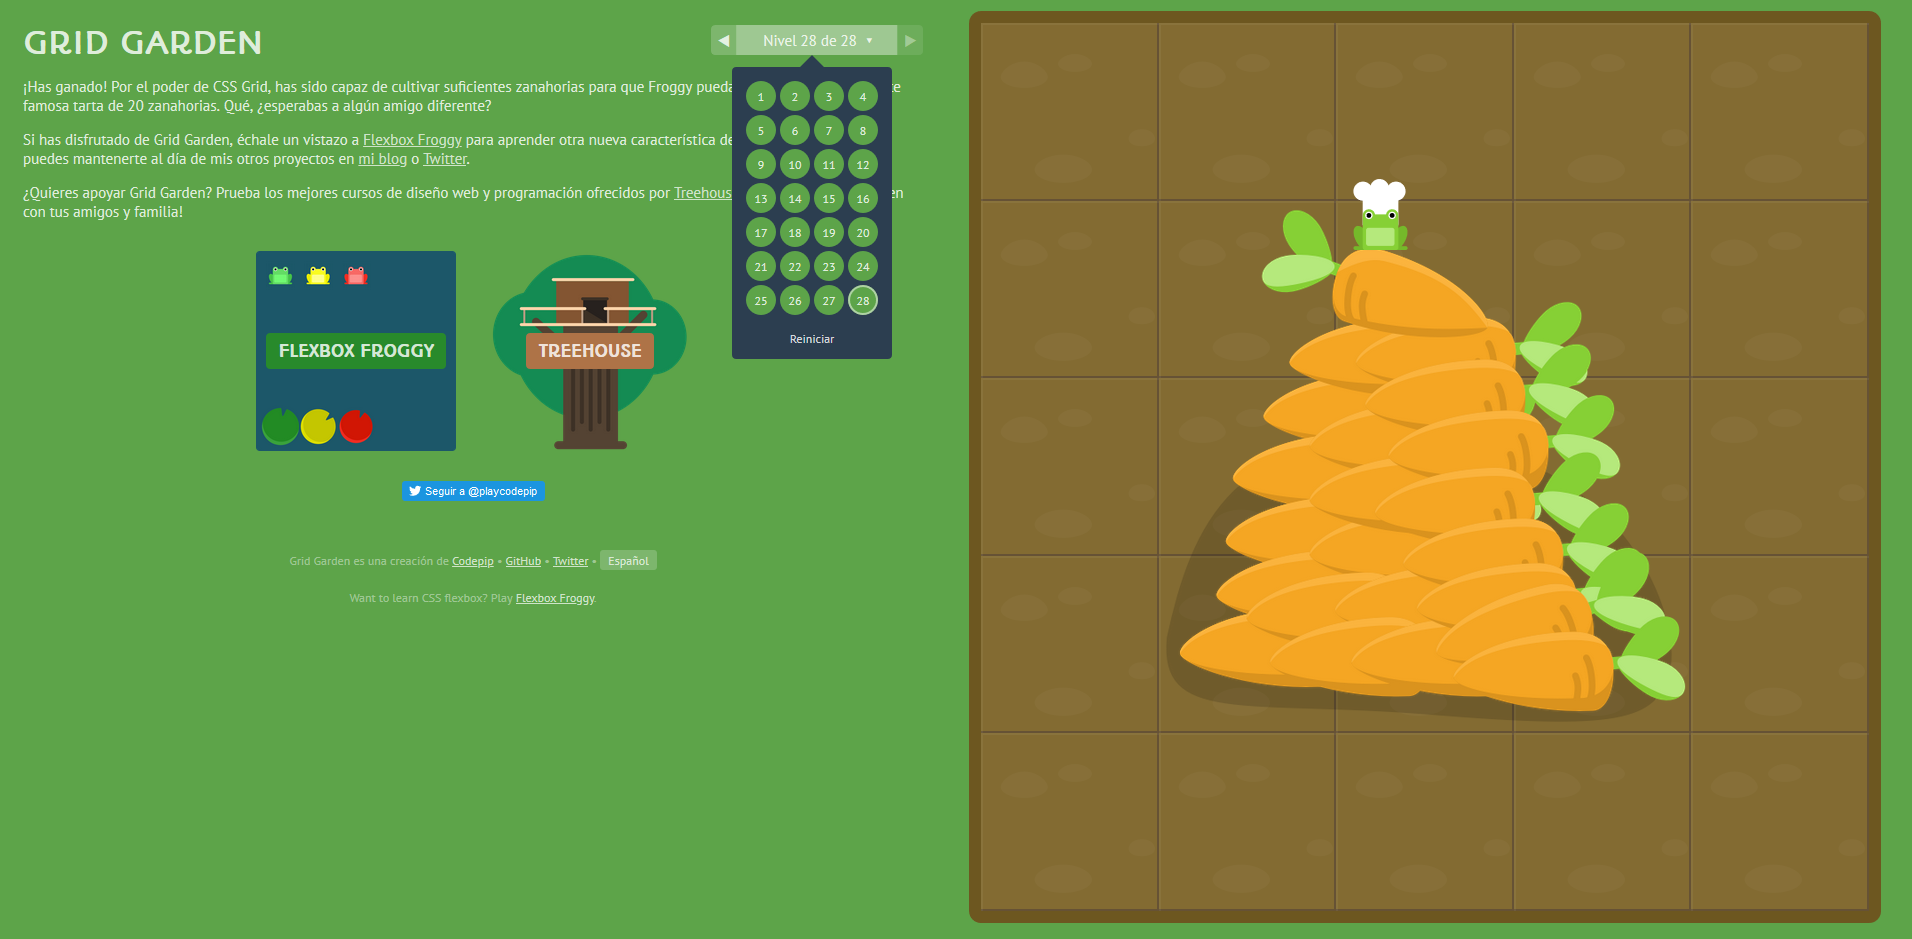 GRID GARDEN
◀ Nivel 28 de 28 ▼ ▶
¡Has ganado! Por el poder de CSS Grid, has sido capaz de cultivar suficientes zanahorias para que Froggy pueda
famosa tarta de 20 zanahorias. Qué, ¿esperabas a algún amigo diferente?
Si has disfrutado de Grid Garden, échale un vistazo a Flexbox Froggy para aprender otra nueva característica de
puedes mantenerte al día de mis otros proyectos en mi blog o Twitter.
¿Quieres apoyar Grid Garden? Prueba los mejores cursos de diseño web y programación ofrecidos por Treehous en
con tus amigos y familia!
1 2 3 4
5 6 7 8
9 10 11 12
13 14 15 16
17 18 19 20
21 22 23 24
25 26 27 28
Reiniciar
FLEXBOX FROGGY
TREEHOUSE
Seguir a @playcodepip
Grid Garden es una creación de Codepip • GitHub • Twitter • Español
Want to learn CSS flexbox? Play Flexbox Froggy.